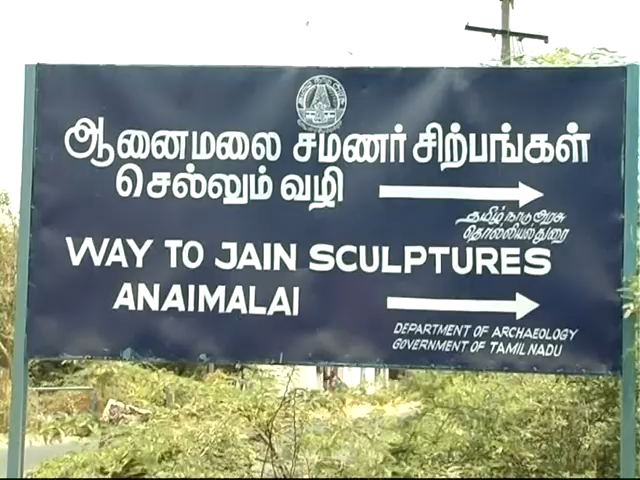 ஆனைமலை சமணர் சிற்பங்கள்
செல்லும் வழி
தமிழ் நாடு அரசு
தொல்லியல் துறை
WAY TO JAIN SCULPTURES
ANAIMALAI
DEPARTMENT OF ARCHAEOLOGY
GOVERNMENT OF TAMIL NADU